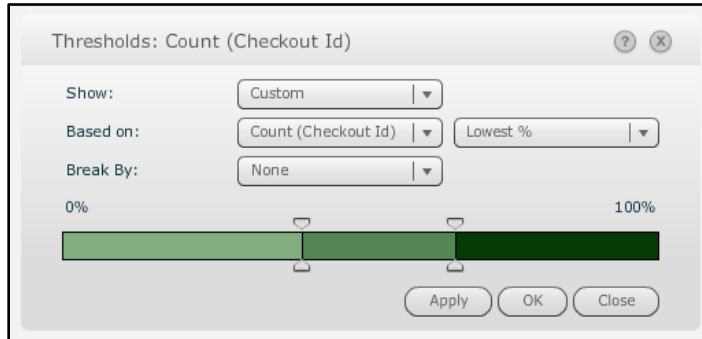 Thresholds: Count (Checkout Id) ? X
Show: Custom
Based on: Count (Checkout Id) Lowest %
Break By: None
0% 100%
Apply OK Close